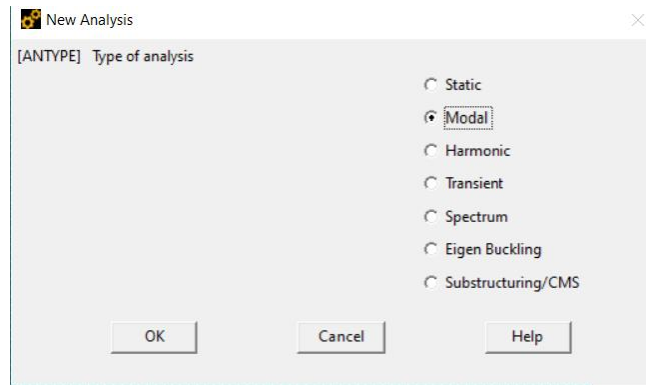 New Analysis
[ANTYPE] Type of analysis
Static
Modal
Harmonic
Transient
Spectrum
Eigen Buckling
Substructuring/CMS
OK Cancel Help